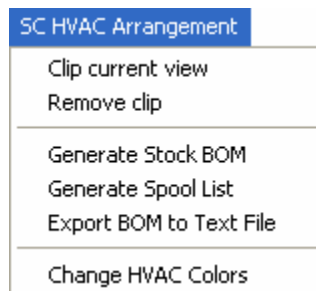 SC HVAC Arrangement
Clip current view
Remove clip
Generate Stock BOM
Generate Spool List
Export BOM to Text File
Change HVAC Colors